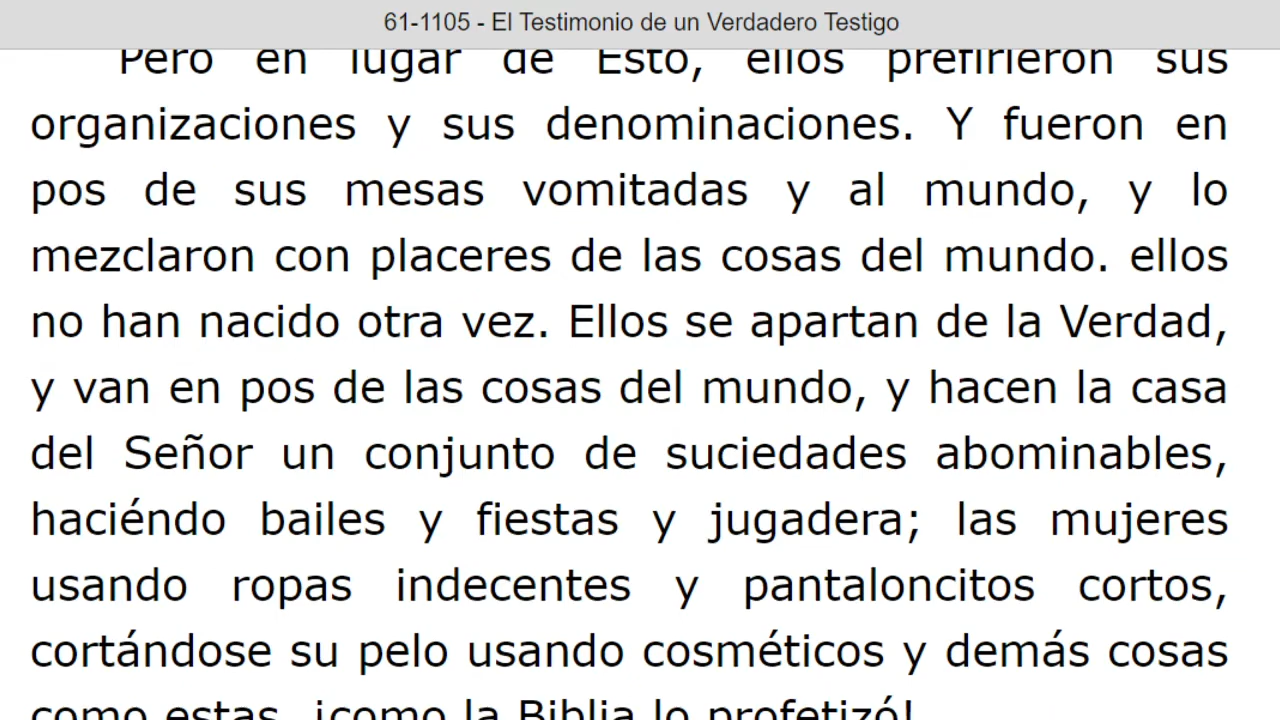 61-1105 - El Testimonio de un Verdadero Testigo
Pero en lugar de Esto, ellos prefirieron sus
organizaciones y sus denominaciones. Y fueron en
pos de sus mesas vomitadas y al mundo, y lo
mezclaron con placeres de las cosas del mundo. ellos
no han nacido otra vez. Ellos se apartan de la Verdad,
y van en pos de las cosas del mundo, y hacen la casa
del Señor un conjunto de suciedades abominables,
haciéndo bailes y fiestas y jugadera; las mujeres
usando ropas indecentes y pantaloncitos cortos,
cortándose su pelo usando cosméticos y demás cosas
como estas, ¡como la Biblia lo profetizó!